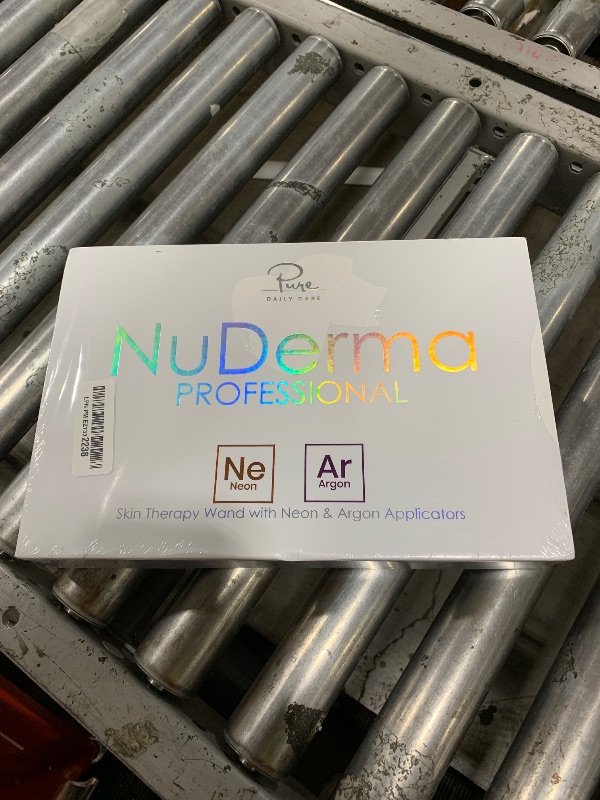 Pure
DAILY CARE
NuDerma
PROFESSIONAL
Ne
Neon
Ar
Argon
Skin Therapy Wand with Neon & Argon Applicators